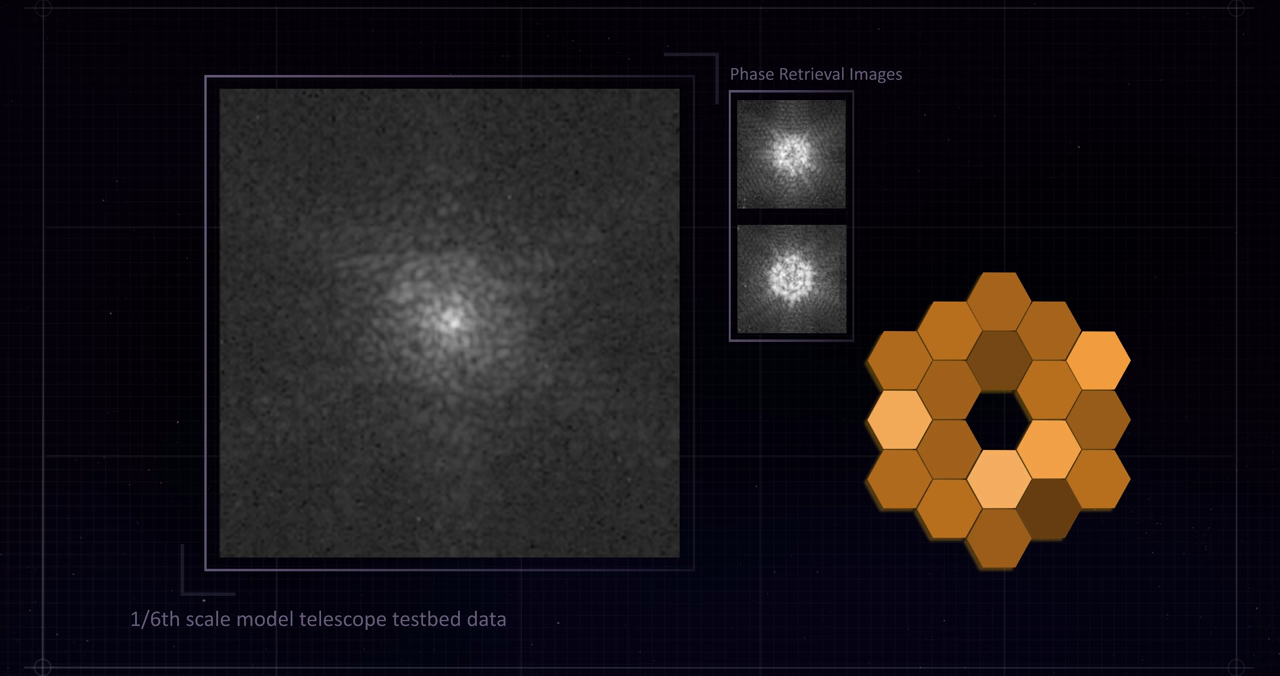 Phase Retrieval Images
1/6th scale model telescope testbed data